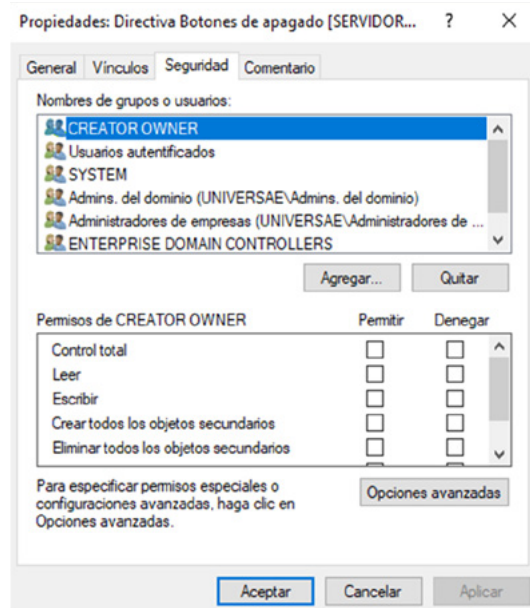 Propiedades: Directiva Botones de apagado [SERVIDOR... ? ×
General Vínculos Seguridad Comentario
Nombres de grupos o usuarios:
CREATOR OWNER
Usuarios autentificados
SYSTEM
Admins. del dominio (UNIVERSAE\Admins. del dominio)
Administradores de empresas (UNIVERSAE\Administradores de ...
ENTERPRISE DOMAIN CONTROLLERS
Agregar... Quitar
Permisos de CREATOR OWNER Permitir Denegar
Control total
Leer
Escribir
Crear todos los objetos secundarios
Eliminar todos los objetos secundarios
Para especificar permisos especiales o
configuraciones avanzadas, haga clic en
Opciones avanzadas.
Opciones avanzadas
Aceptar Cancelar Aplicar